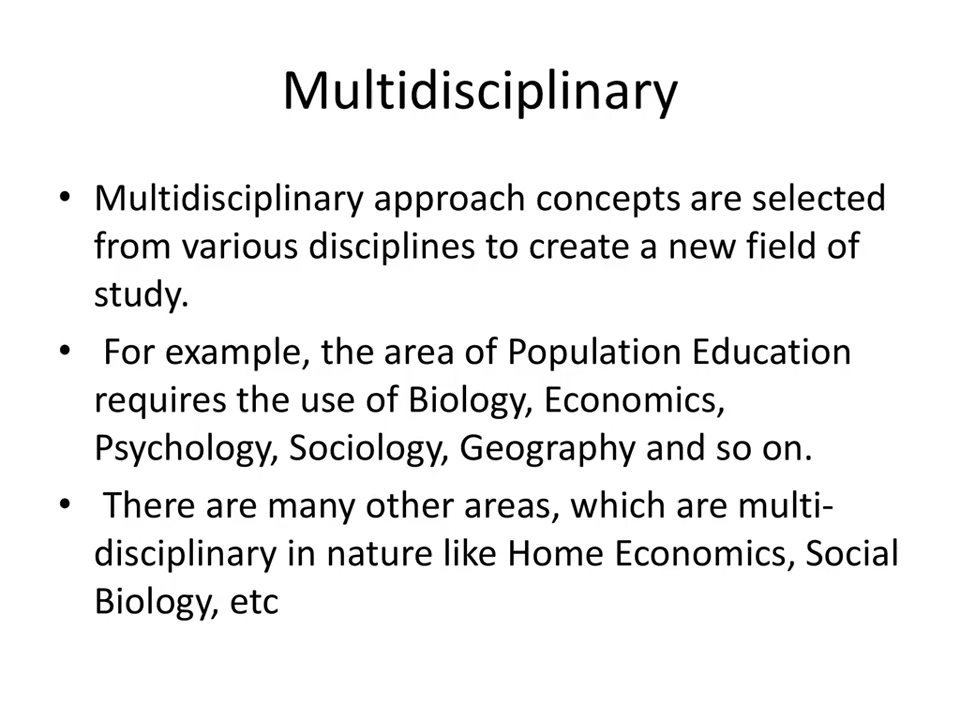 Multidisciplinary
• Multidisciplinary approach concepts are selected
from various disciplines to create a new field of
study.
• For example, the area of Population Education
requires the use of Biology, Economics,
Psychology, Sociology, Geography and so on.
• There are many other areas, which are multi-
disciplinary in nature like Home Economics, Social
Biology, etc